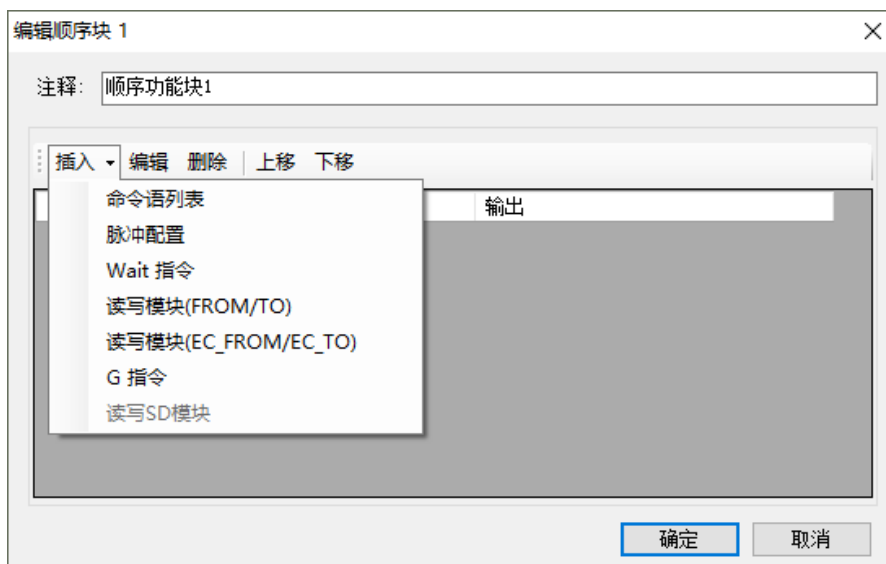 编辑顺序块 1
注释: 顺序功能块1
插入 编辑 删除 上移 下移
输出
命令语列表
脉冲配置
Wait 指令
读写模块(FROM/TO)
读写模块(EC_FROM/EC_TO)
G 指令
读写SD模块
确定 取消